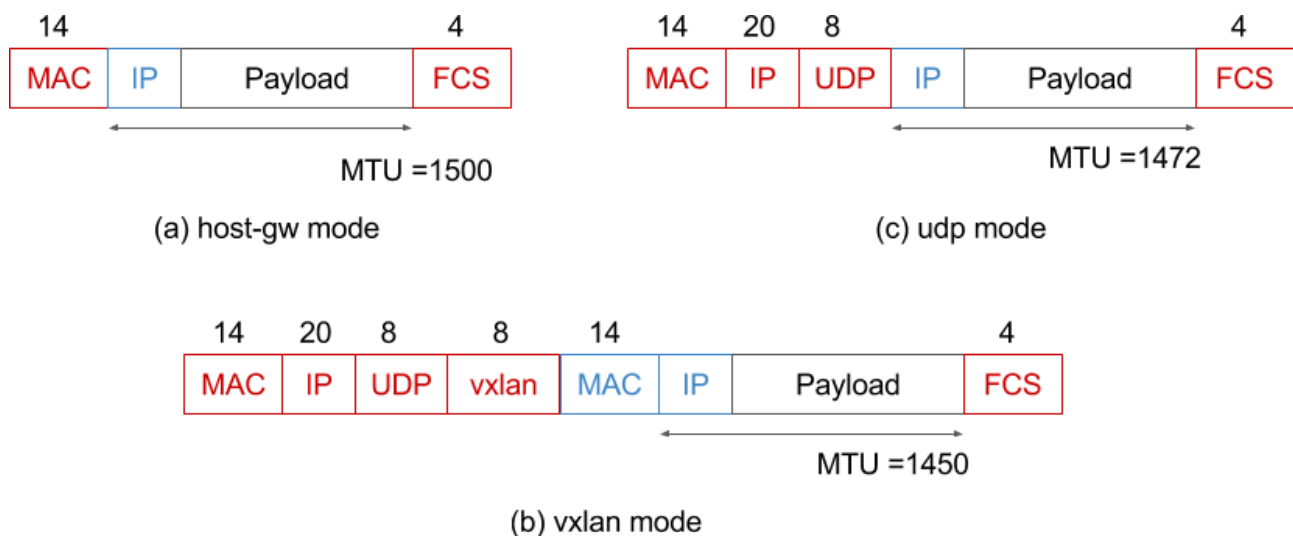 14 4
MAC IP Payload FCS
MTU =1500
(a) host-gw mode
14 20 8 4
MAC IP UDP IP Payload FCS
MTU =1472
(c) udp mode
14 20 8 8 14 4
MAC IP UDP vxlan MAC IP Payload FCS
MTU =1450
(b) vxlan mode